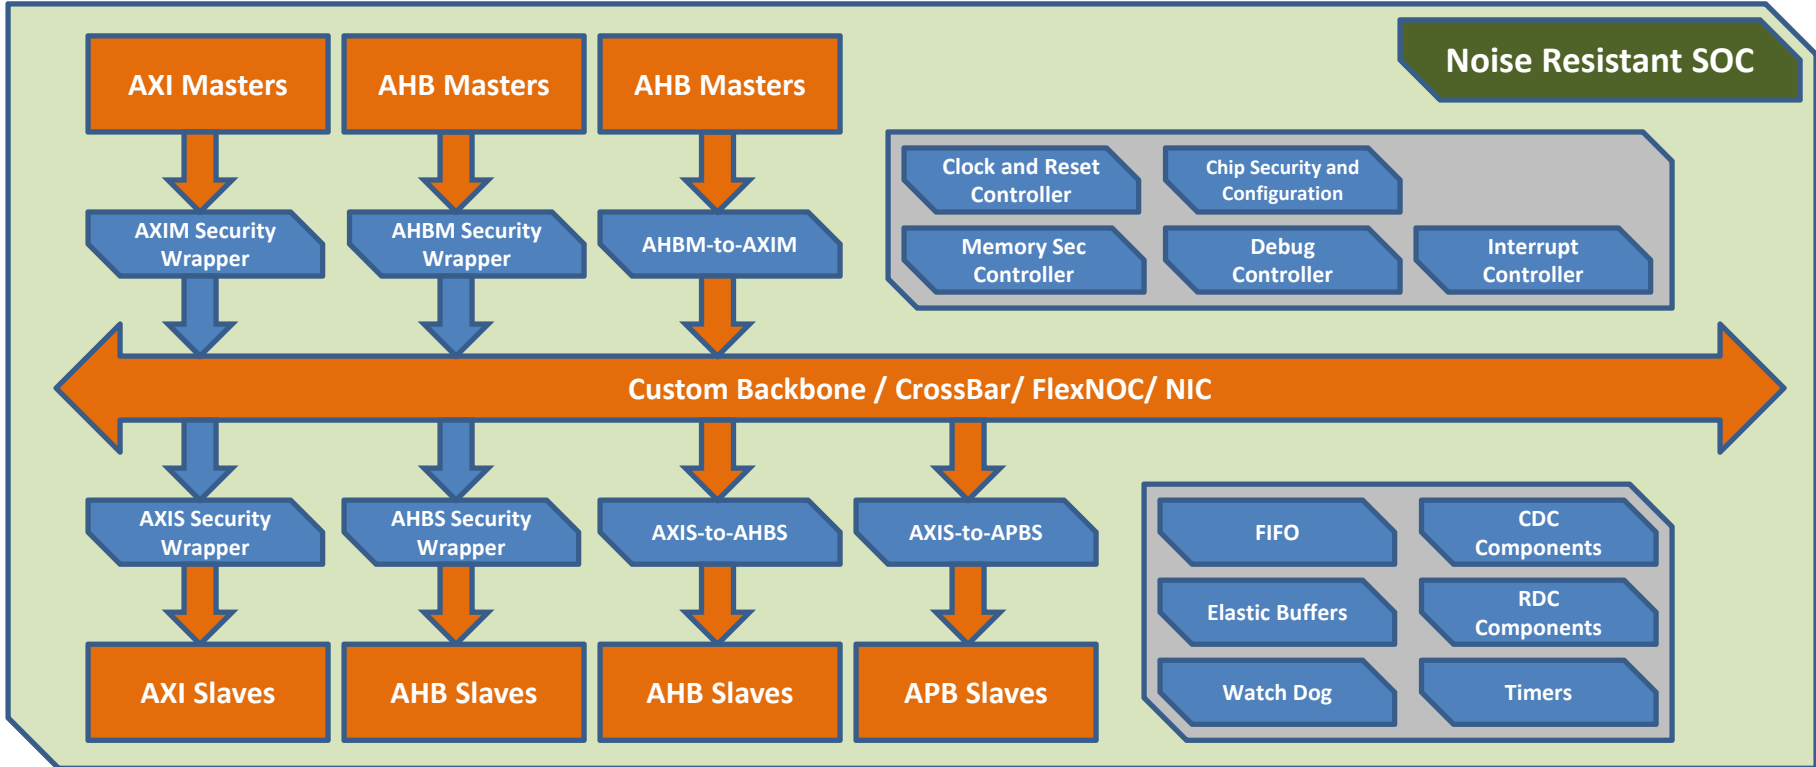 Noise Resistant SOC
AXI Masters
AHB Masters
AHB Masters
Clock and Reset
Controller
Chip Security and
Configuration
AXIM Security
Wrapper
AHBM Security
Wrapper
AHBM-to-AXIM
Memory Sec
Controller
Debug
Controller
Interrupt
Controller
Custom Backbone / CrossBar/ FlexNOC/ NIC
AXIS Security
Wrapper
AHBS Security
Wrapper
AXIS-to-AHBS
AXIS-to-APBS
FIFO
CDC
Components
Elastic Buffers
RDC
Components
AXI Slaves
AHB Slaves
AHB Slaves
APB Slaves
Watch Dog
Timers